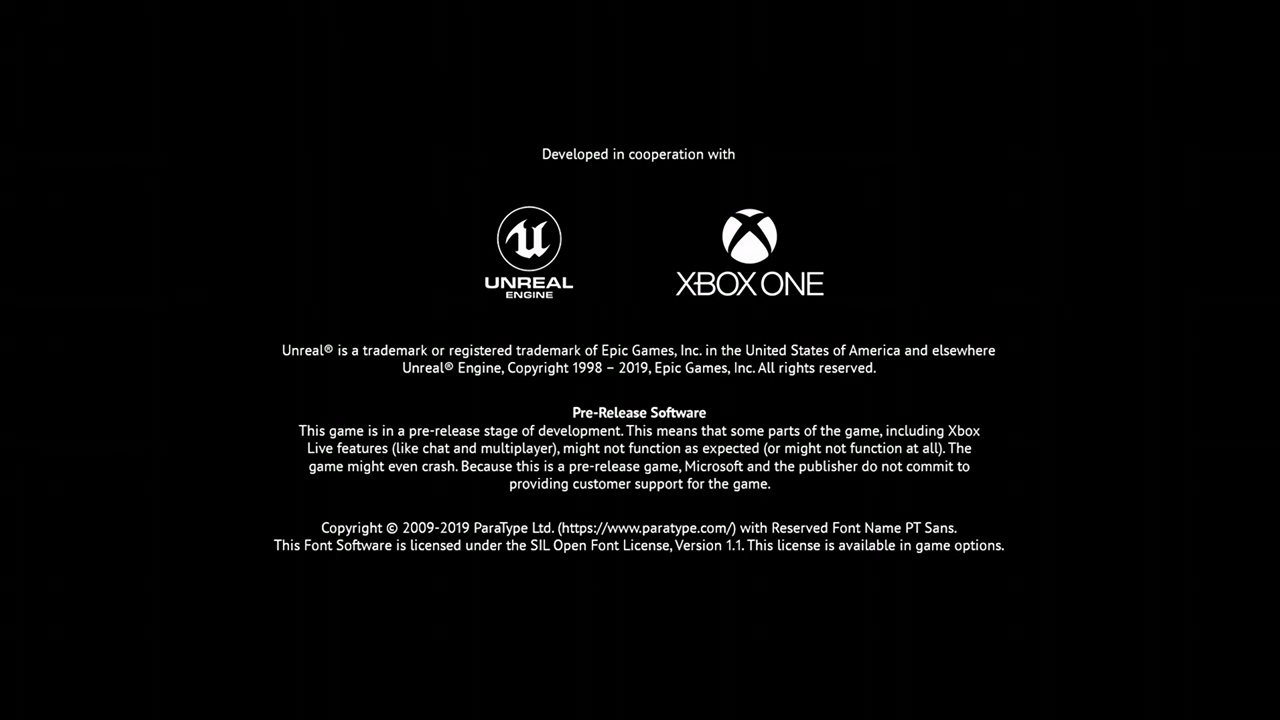 Developed in cooperation with
UNREAL
ENGINE
XBOX ONE
Unreal® is a trademark or registered trademark of Epic Games, Inc. in the United States of America and elsewhere
Unreal® Engine, Copyright 1998 – 2019, Epic Games, Inc. All rights reserved.
Pre-Release Software
This game is in a pre-release stage of development. This means that some parts of the game, including Xbox
Live features (like chat and multiplayer), might not function as expected (or might not function at all). The
game might even crash. Because this is a pre-release game, Microsoft and the publisher do not commit to
providing customer support for the game.
Copyright © 2009-2019 ParaType Ltd. (https://www.paratype.com/) with Reserved Font Name PT Sans.
This Font Software is licensed under the SIL Open Font License, Version 1.1. This license is available in game options.